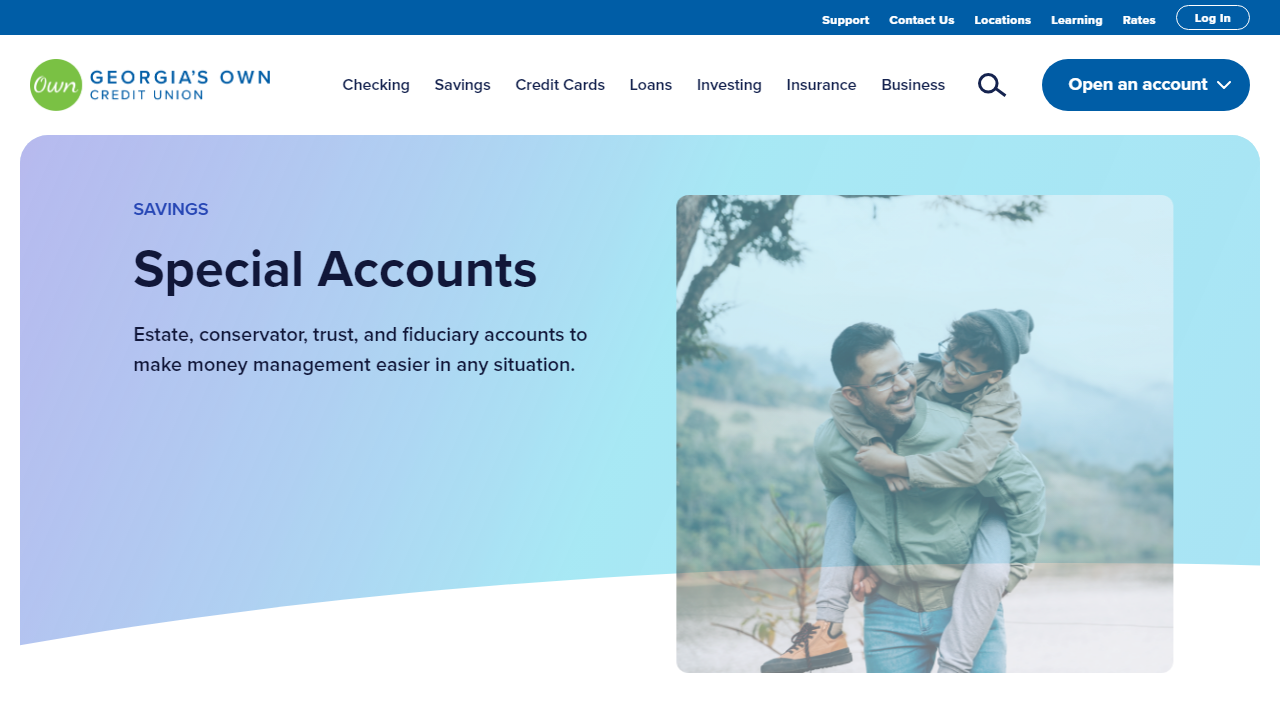 Support Contact Us Locations Learning Rates Log In
Own GEORGIA'S OWN
CREDIT UNION
Checking Savings Credit Cards Loans Investing Insurance Business Open an account
SAVINGS
Special Accounts
Estate, conservator, trust, and fiduciary accounts to
make money management easier in any situation.